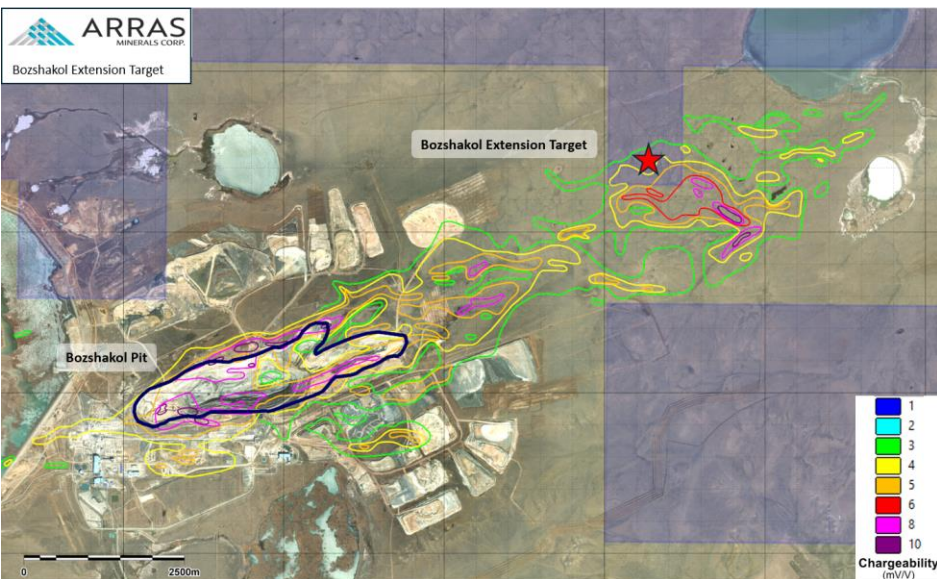 ARRAS
MINERALS CORP.
Bozshakol Extension Target
Bozshakol Extension Target
Bozshakol Pit
1
2
3
4
5
6
8
10
Chargeability
(mV/V)
0
2500m